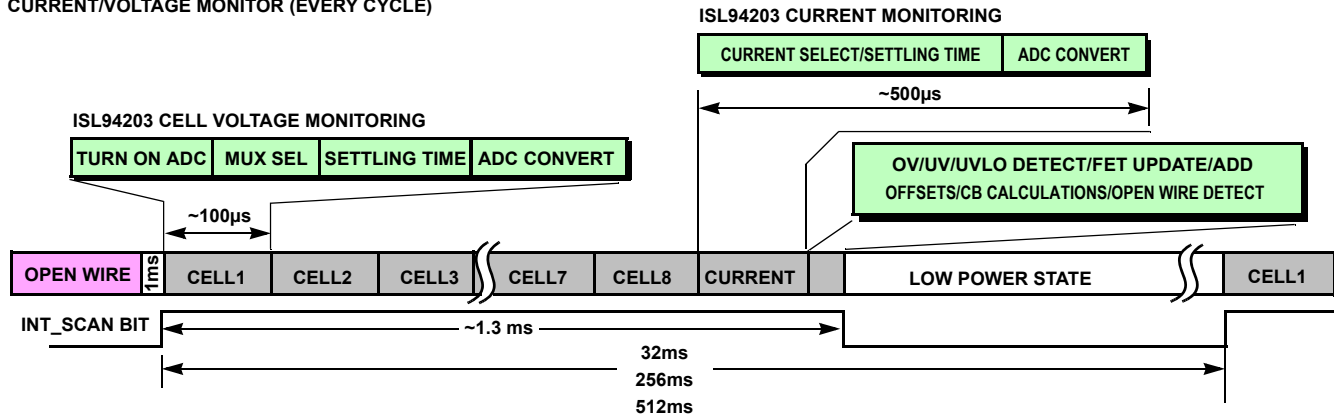 CURRENT/VOLTAGE MONITOR (EVERY CYCLE)
ISL94203 CURRENT MONITORING
CURRENT SELECT/SETTLING TIME ADC CONVERT
~500µs
ISL94203 CELL VOLTAGE MONITORING
TURN ON ADC MUX SEL SETTLING TIME ADC CONVERT
OV/UV/UVLO DETECT/FET UPDATE/ADD
OFFSETS/CB CALCULATIONS/OPEN WIRE DETECT
~100µs
OPEN WIRE 1ms CELL1 CELL2 CELL3 CELL7 CELL8 CURRENT LOW POWER STATE CELL1
INT_SCAN BIT
~1.3 ms
32ms
256ms
512ms